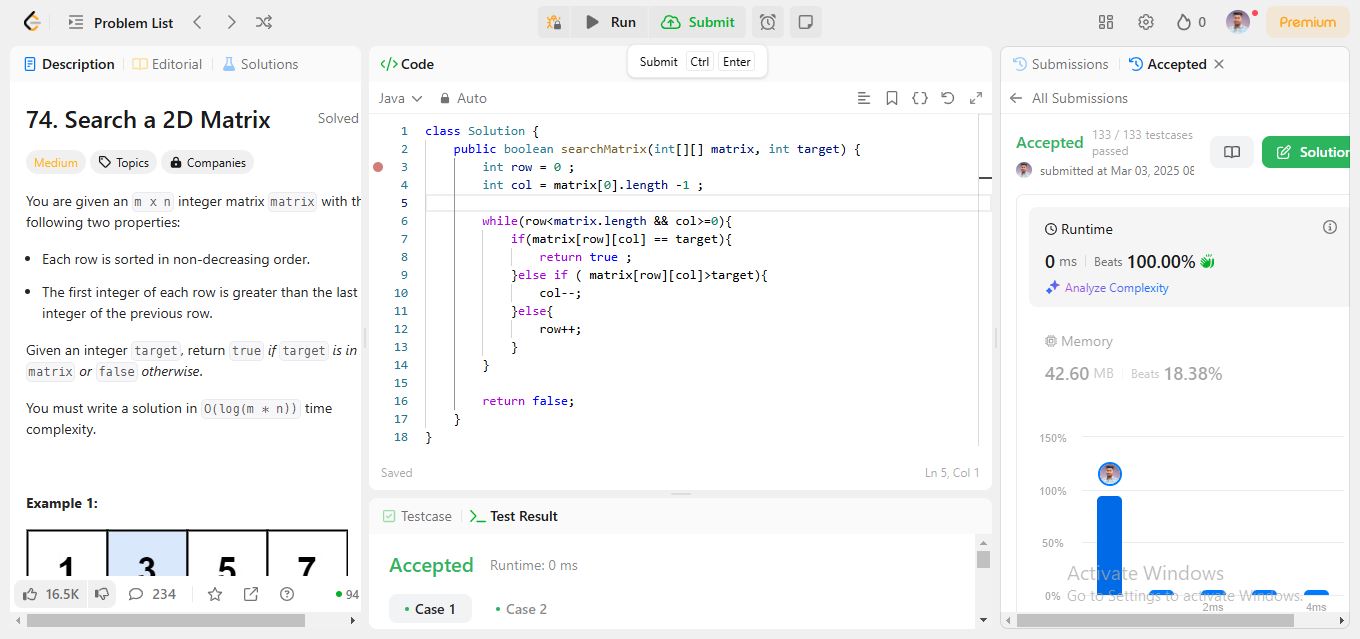 Problem List
Run
Submit
0
Premium
Submit Ctrl Enter
Description
Editorial
Solutions
74. Search a 2D Matrix
Solved
Medium
Topics
Companies
You are given an m x n integer matrix matrix with th
following two properties:
Each row is sorted in non-decreasing order.
The first integer of each row is greater than the last
integer of the previous row.
Given an integer target, return true if target is in
matrix or false otherwise.
You must write a solution in O(log(m * n)) time
complexity.
Example 1:
1 3 5 7
16.5K
234
94
</> Code
Java
Auto
1 class Solution {
2 public boolean searchMatrix(int[][] matrix, int target) {
3 int row = 0 ;
4 int col = matrix[0].length -1 ;
5
6 while(row<matrix.length && col>=0){
7 if(matrix[row][col] == target){
8 return true ;
9 }else if ( matrix[row][col]>target){
10 col--;
11 }else{
12 row++;
13 }
14 }
15
16 return false;
17 }
18 }
Saved
Ln 5, Col 1
Testcase
Test Result
Accepted
Runtime: 0 ms
Case 1
Case 2
Submissions
Accepted
All Submissions
Accepted
133 / 133 testcases
passed
submitted at Mar 03, 2025 08
Solution
Runtime
0 ms
Beats 100.00%
Analyze Complexity
Memory
42.60 MB
Beats 18.38%
150%
100%
50%
0%
2ms
4ms
Activate Windows
Go to Settings to activate Windows.